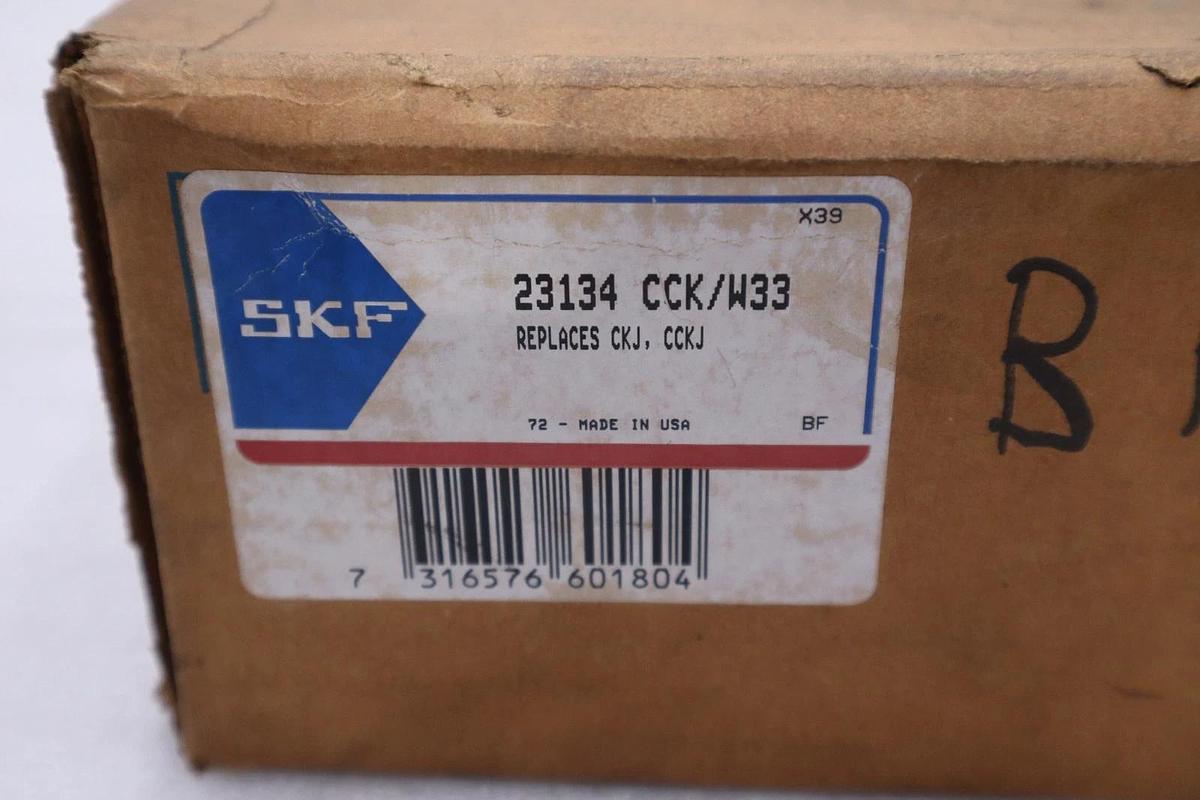 X39
SKF
23134 CCK/W33
REPLACES CKJ, CCKJ
72 - MADE IN USA
BF
7 316576 601804
B